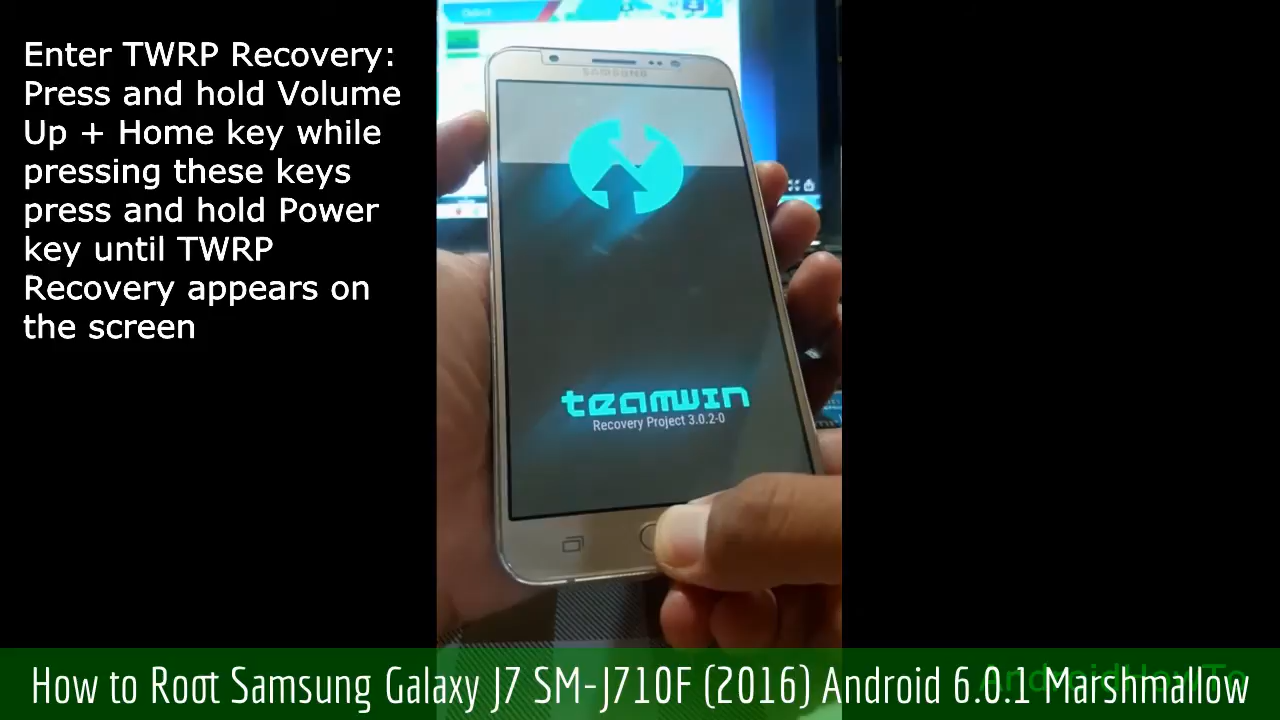 Enter TWRP Recovery:
Press and hold Volume
Up + Home key while
pressing these keys
press and hold Power
key until TWRP
Recovery appears on
the screen
SAMSUNG
teamwin
Recovery Project 3.0.2-0
AndroidHowTo
How to Root Samsung Galaxy J7 SM-J710F (2016) Android 6.0.1 Marshmallow